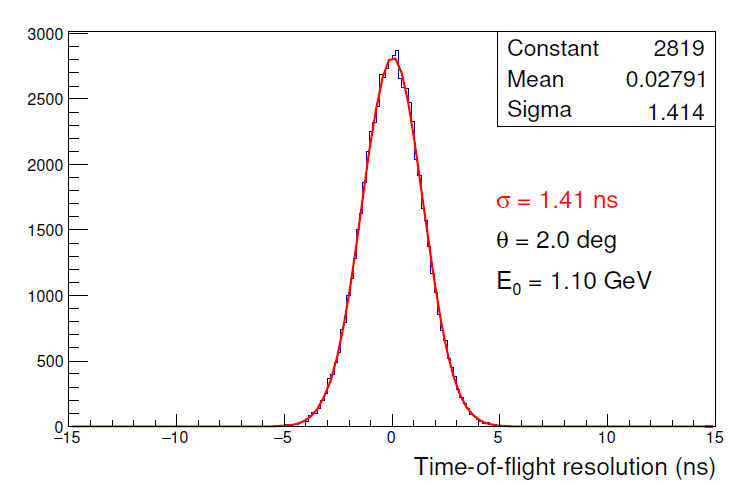 3000
2500
2000
1500
1000
500
0
−15 −10 −5 0 5 10 15
Time-of-flight resolution (ns)
Constant 2819
Mean 0.02791
Sigma 1.414
σ = 1.41 ns
θ = 2.0 deg
E₀ = 1.10 GeV